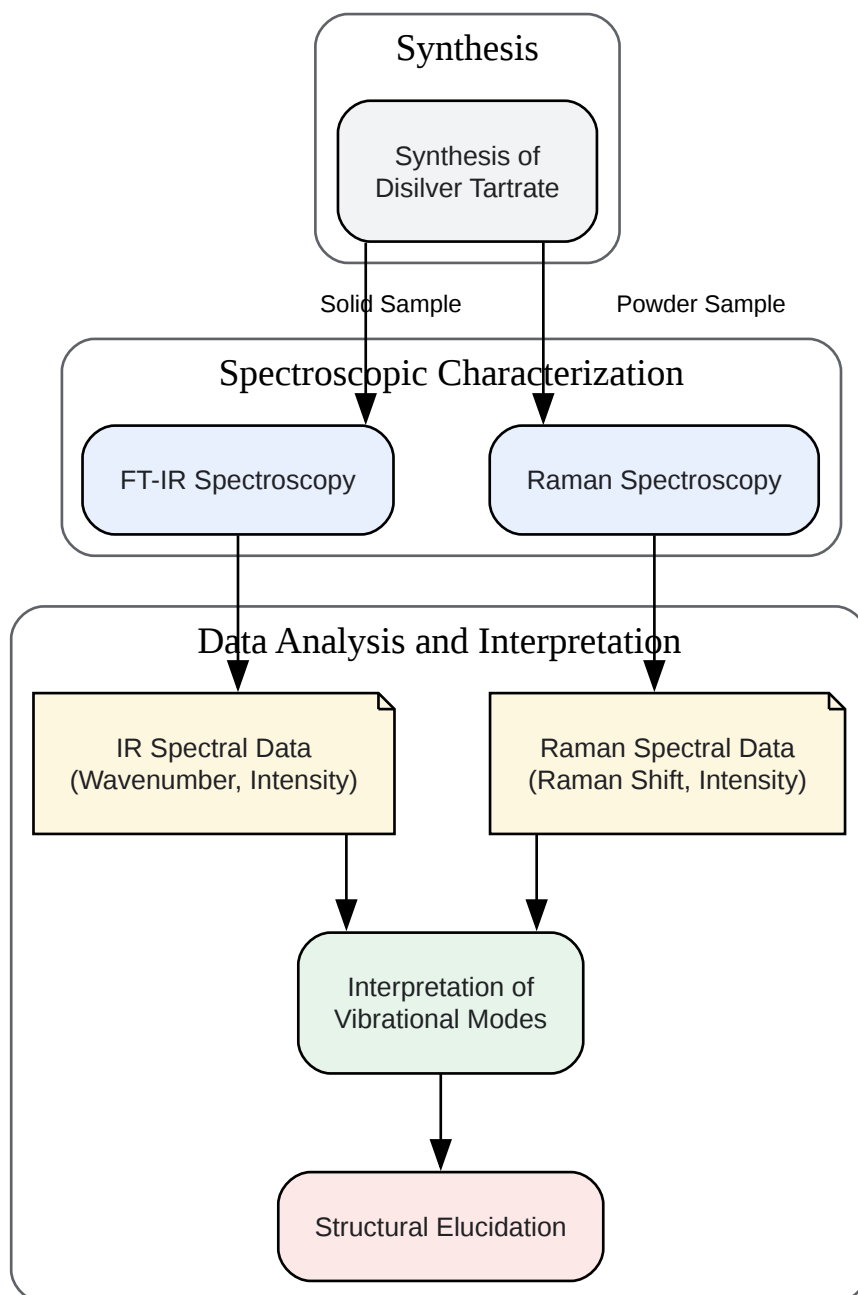 Synthesis
Synthesis of
Disilver Tartrate
Solid Sample
Powder Sample
Spectroscopic Characterization
FT-IR Spectroscopy
Raman Spectroscopy
Data Analysis and Interpretation
IR Spectral Data
(Wavenumber, Intensity)
Raman Spectral Data
(Raman Shift, Intensity)
Interpretation of
Vibrational Modes
Structural Elucidation